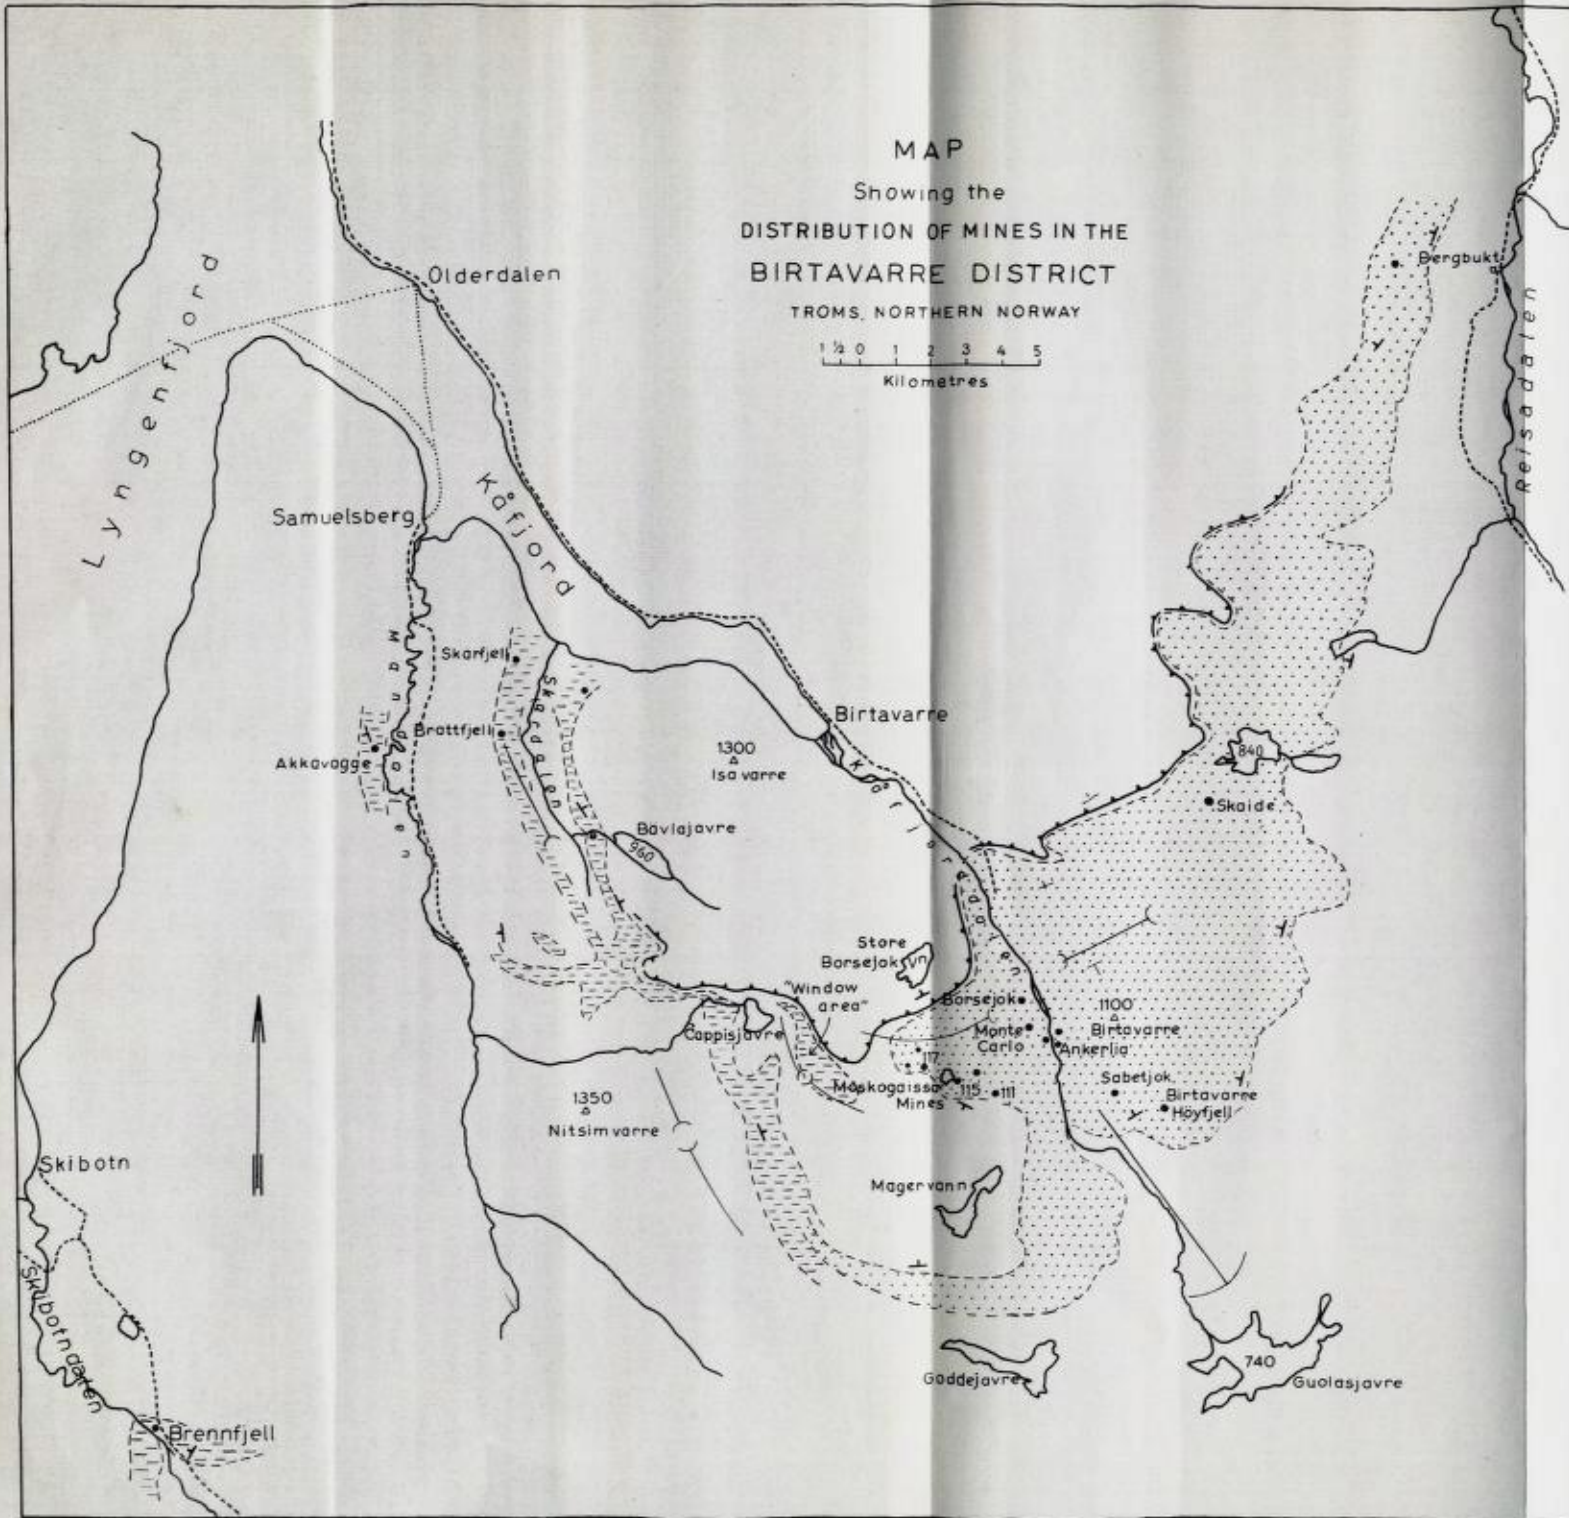 MAP
Showing the
DISTRIBUTION OF MINES IN THE
BIRTAVARRE DISTRICT
TROMS, NORTHERN NORWAY
1 ½ 0 1 2 3 4 5
Kilometres
Bergbukt
Reisadalen
Olderdalen
Lyngenfjord
Kåfjord
Samuelsberg
Mandalen
Skarfjell
Skardalen
Brattfjell
Akkavagge
Birtavarre
1300
Isavarre
Kåfjorddalen
840
Skaide
Bävlajavre
960
Store
Borsejokvn
"Window
area"
Borsejok
1100
Cappisjavre
Monte
Carlo
Birtavarre
Ankerlia
117
Moskogaissa
Mines
115
111
Sabetjok
Birtavarre
Höyfjell
1350
Nitsimvarre
Skibotn
Magervann
Skibotndalen
Goddejavre
740
Guolasjavre
Brennfjell